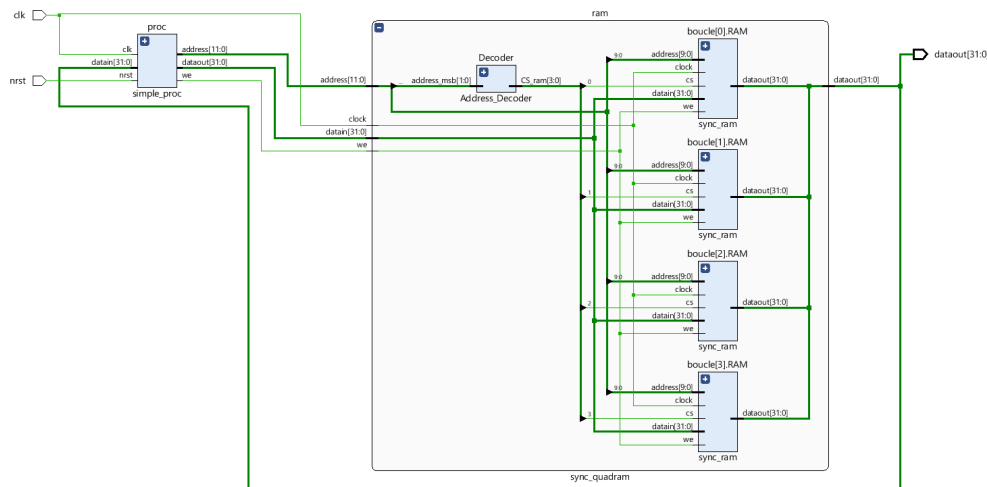 clk
nrst
proc
clk
datain[31:0]
nrst
address[11:0]
dataout[31:0]
we
simple_proc
ram
address[11:0]
clock
datain[31:0]
we
Decoder
address_msb[1:0]
CS_ram[3:0]
Address_Decoder
boucle[0].RAM
9:0
address[9:0]
clock
0
cs
datain[31:0]
we
dataout[31:0]
sync_ram
dataout[31:0]
dataout[31:0]
boucle[1].RAM
9:0
address[9:0]
clock
1
cs
datain[31:0]
we
dataout[31:0]
sync_ram
boucle[2].RAM
9:0
address[9:0]
clock
2
cs
datain[31:0]
we
dataout[31:0]
sync_ram
boucle[3].RAM
9:0
address[9:0]
clock
3
cs
datain[31:0]
we
dataout[31:0]
sync_ram
sync_quadram